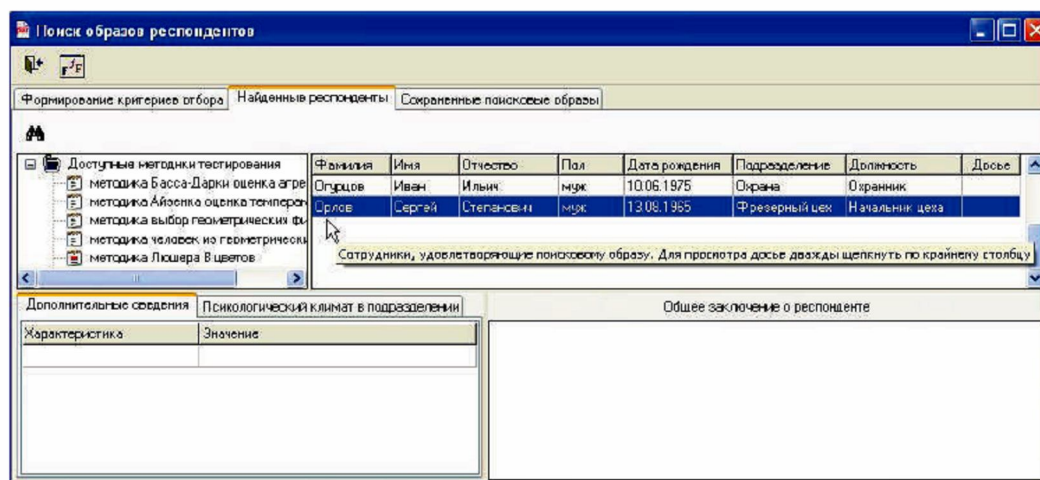 Поиск образов респондентов
Формирование критериев отбора Найденные респонденты Сохраненные поисковые образы
Доступные методики тестирования
методика Басса-Дарки оценка агре
методика Айзенка оценка темперам
методика выбор геометрических фи
методика человек из геометрически
методика Люшера 8 цветов
Фамилия Имя Отчество Пол Дата рождения Подразделение Должность Досье
Огурцов Иван Ильич муж 10.06.1975 Охрана Охранник
Орлов Сергей Степанович муж 13.08.1965 Фрезерный цех Начальник цеха
Сотрудники, удовлетворяющие поисковому образу. Для просмотра досье дважды щелкнуть по крайнему столбцу
Дополнительные сведения Психологический климат в подразделении
Характеристика Значение
Общее заключение о респонденте